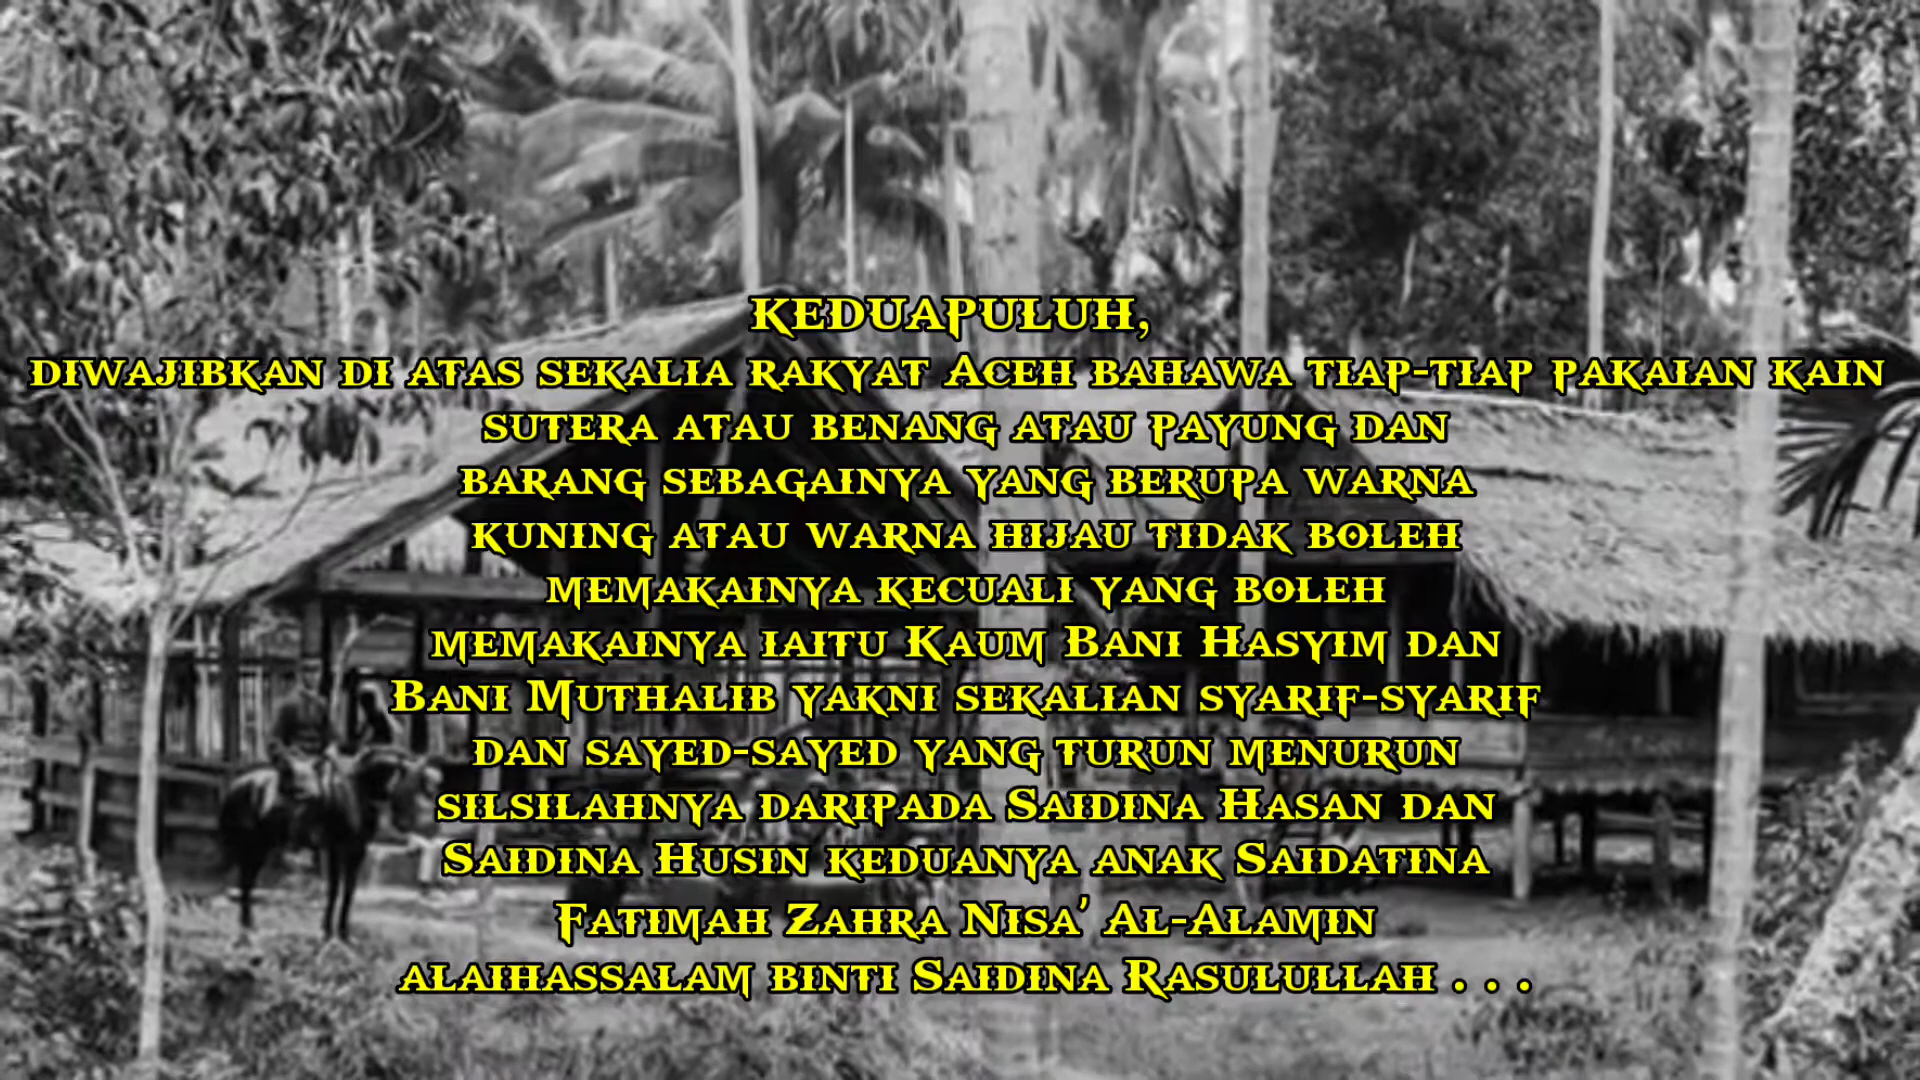 KEDUAPULUH,
DIWAJIBKAN DI ATAS SEKALIA RAKYAT ACEH BAHAWA TIAP-TIAP PAKAIAN KAIN
SUTERA ATAU BENANG ATAU PAYUNG DAN
BARANG SEBAGAINYA YANG BERUPA WARNA
KUNING ATAU WARNA HIJAU TIDAK BOLEH
MEMAKAINYA KECUALI YANG BOLEH
MEMAKAINYA IAITU KAUM BANI HASYIM DAN
BANI MUTHALIB YAKNI SEKALIAN SYARIF-SYARIF
DAN SAYED-SAYED YANG TURUN MENURUN
SILSILAHNYA DARIPADA SAIDINA HASAN DAN
SAIDINA HUSIN KEDUANYA ANAK SAIDATINA
FATIMAH ZAHRA NISA' AL-ALAMIN
ALAIHASSALAM BINTI SAIDINA RASULULLAH . . .